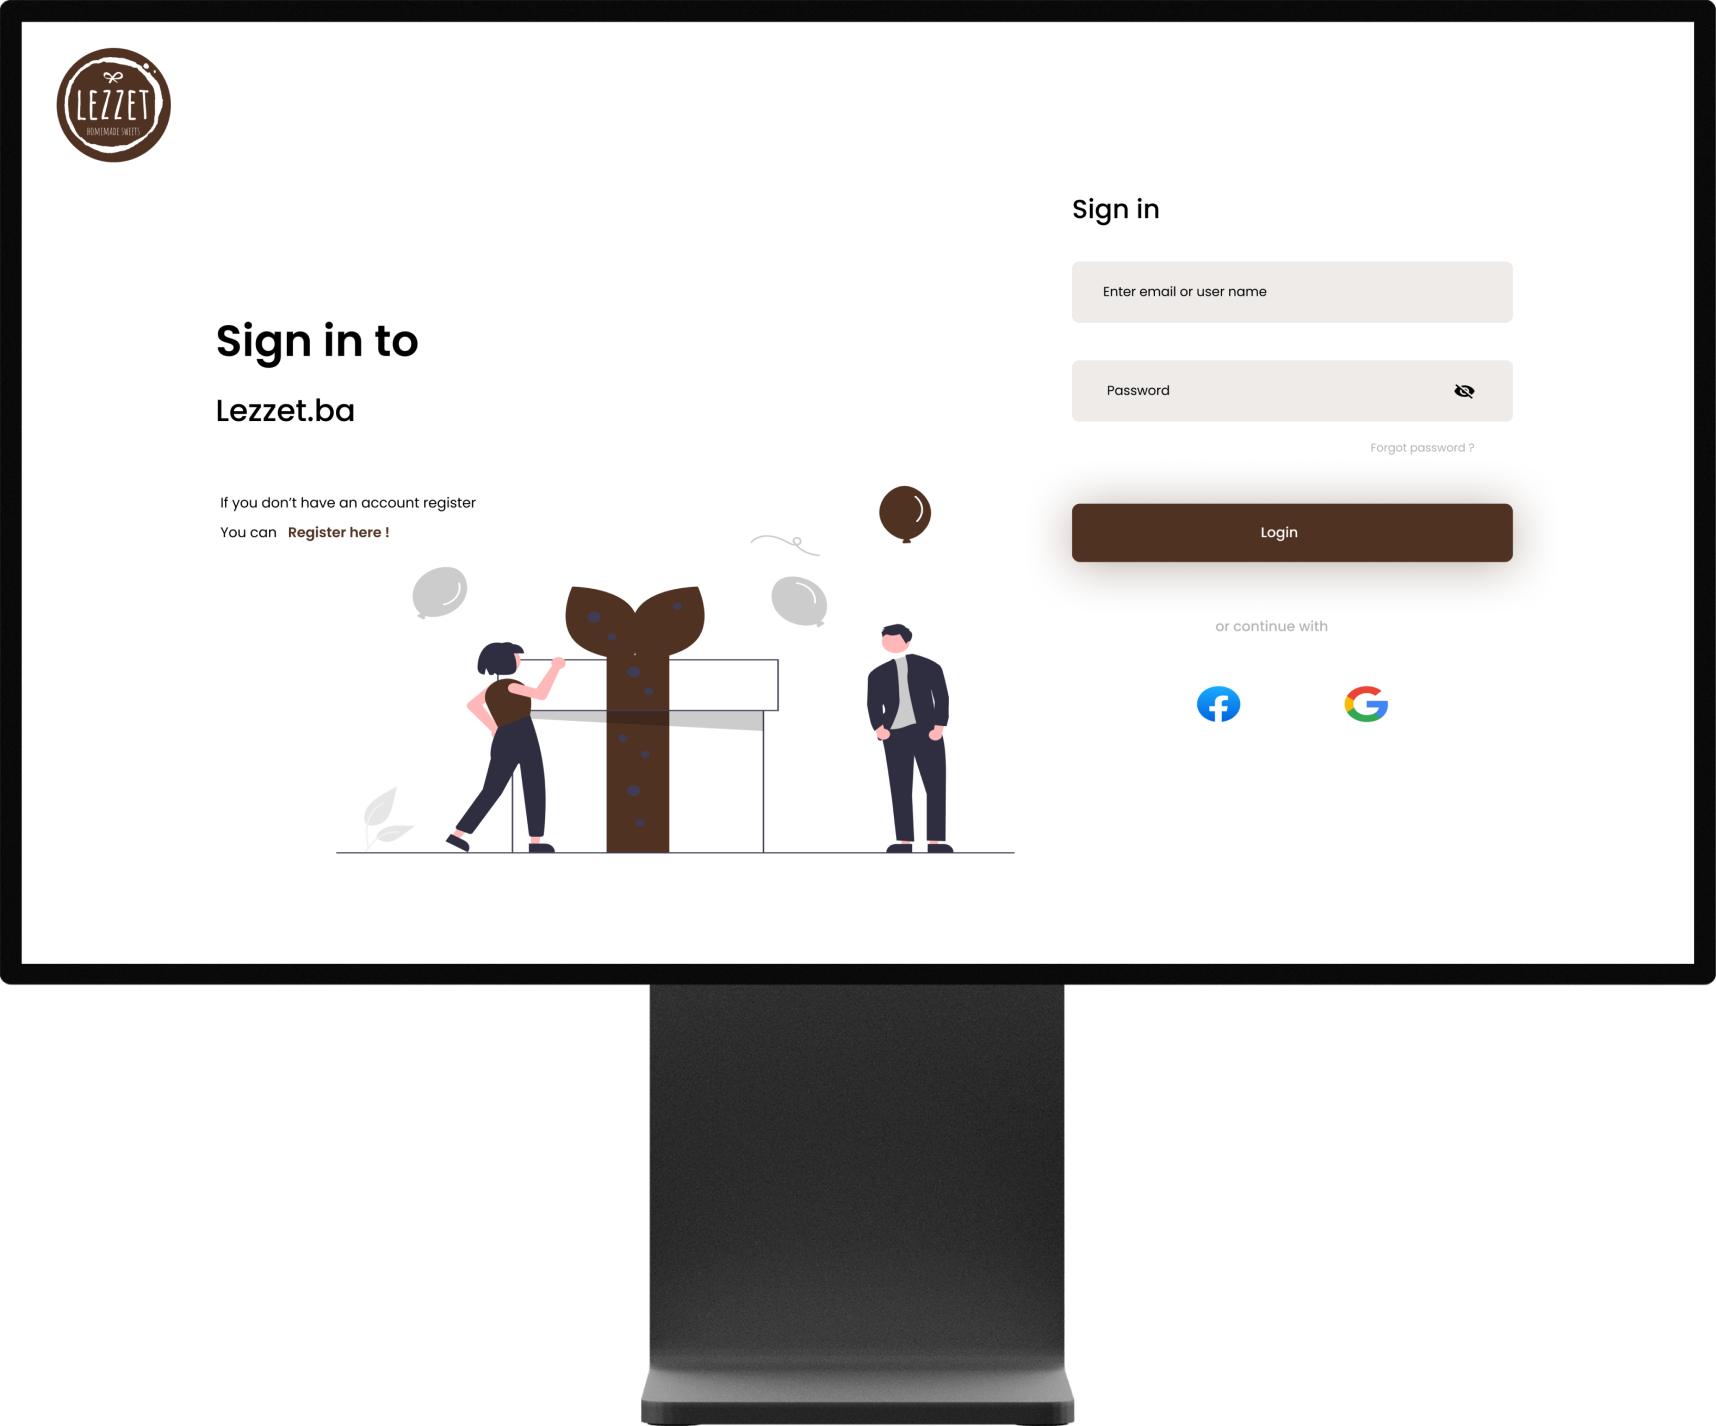 LEZZET
HOMEMADE SWEETS
Sign in
Enter email or user name
Sign in to
Password
Lezzet.ba
Forgot password ?
If you don't have an account register
You can Register here !
Login
or continue with